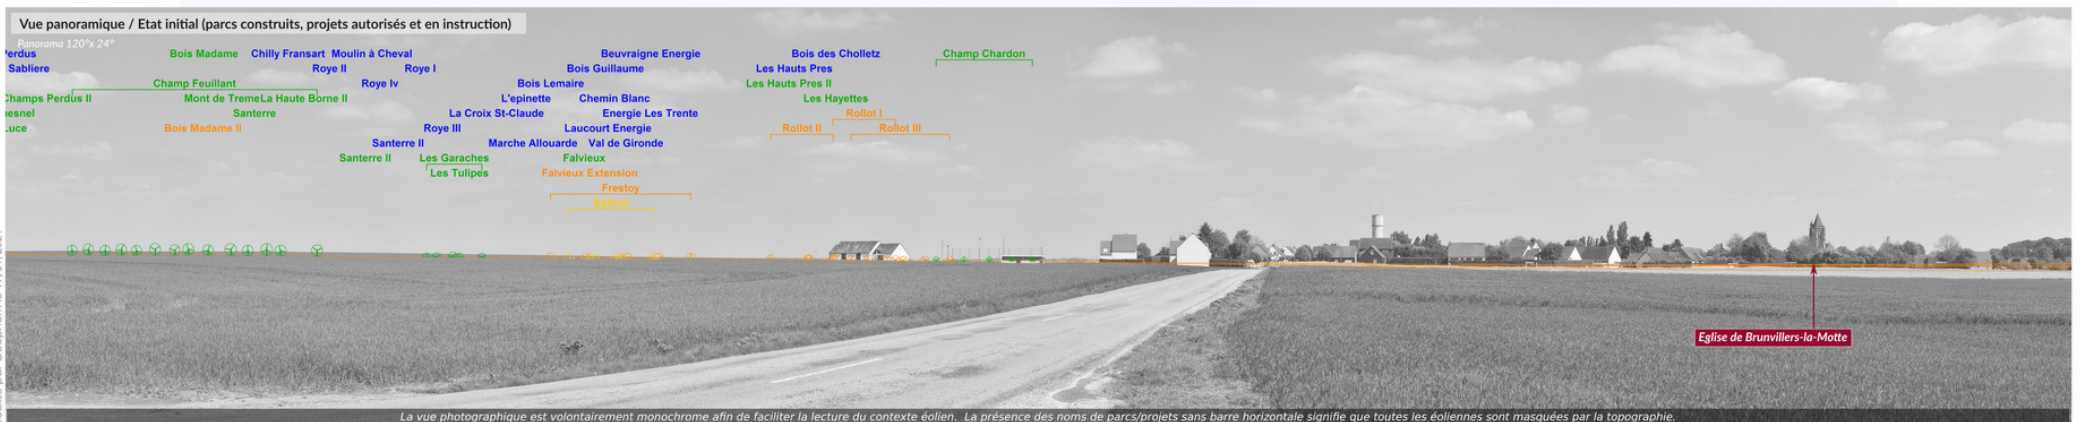 Vue panoramique / Etat initial (parcs construits, projets autorisés et en instruction)
Panorama 120°x 24°
Perdus Bois Madame Chilly Fransart Moulin à Cheval Beuvraigne Energie Bois des Cholletz Champ Chardon
Sabliere Roye II Roye I Bois Guillaume Les Hauts Pres
Champ Feuillant Roye Iv Bois Lemaire Les Hauts Pres II
Champs Perdus II Mont de Treme La Haute Borne II L'epinette Chemin Blanc Les Hayettes
Santerre La Croix St-Claude Energie Les Trente Rollot I
Luce Bois Madame II Roye III Laucourt Energie Rollot II Rollot III
Santerre II Marche Allouarde Val de Gironde
Santerre II Les Garaches Falvieux
Les Tulipes Falvieux Extension
Frestoy
Eglise de Brunvillers-la-Motte
La vue photographique est volontairement monochrome afin de faciliter la lecture du contexte éolien. La présence des noms de parcs/projets sans barre horizontale signifie que toutes les éoliennes sont masquées par la topographie.